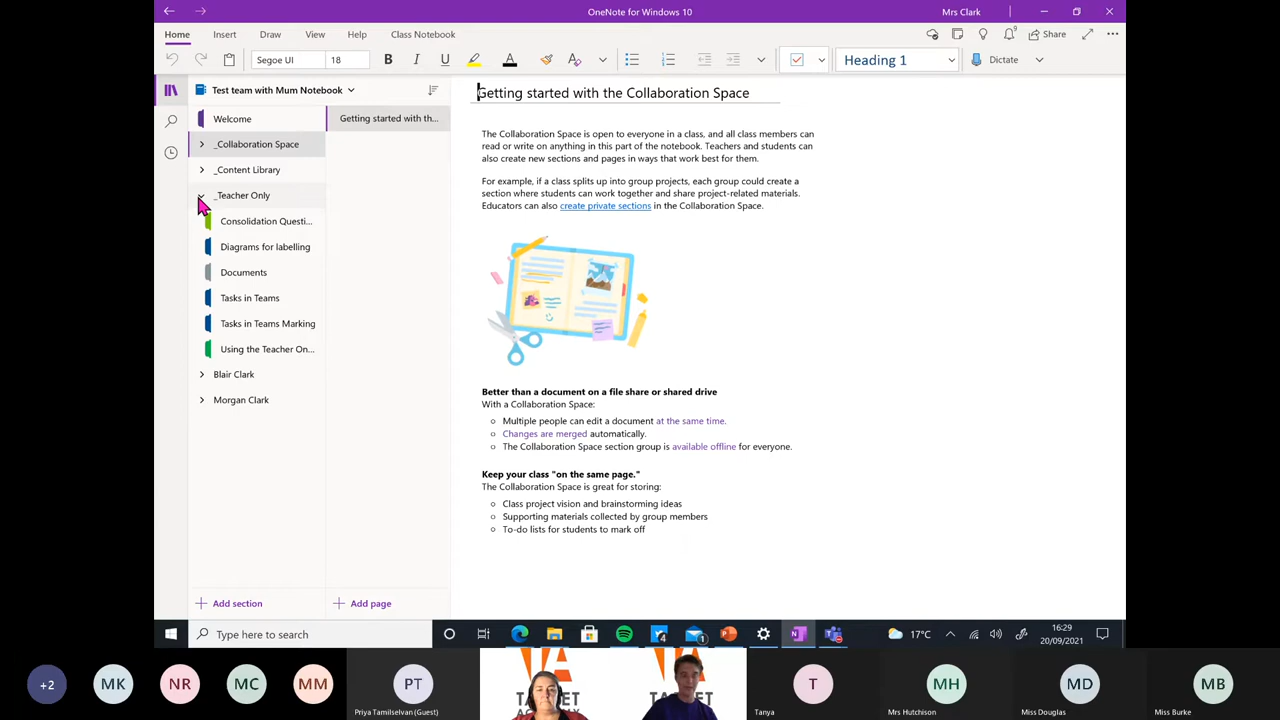 OneNote for Windows 10
Mrs Clark
Home Insert Draw View Help Class Notebook
9
Share
Segoe UI 18 B I U A Heading 1 Dictate
Test team with Mum Notebook
Welcome
_Collaboration Space
_Content Library
_Teacher Only
Consolidation Questi...
Diagrams for labelling
Documents
Tasks in Teams
Tasks in Teams Marking
Using the Teacher On...
Blair Clark
Morgan Clark
Add section
Getting started with th...
Add page
Getting started with the Collaboration Space
The Collaboration Space is open to everyone in a class, and all class members can
read or write on anything in this part of the notebook. Teachers and students can
also create new sections and pages in ways that work best for them.
For example, if a class splits up into group projects, each group could create a
section where students can work together and share project-related materials.
Educators can also create private sections in the Collaboration Space.
Better than a document on a file share or shared drive
With a Collaboration Space:
Multiple people can edit a document at the same time.
Changes are merged automatically.
The Collaboration Space section group is available offline for everyone.
Keep your class "on the same page."
The Collaboration Space is great for storing:
Class project vision and brainstorming ideas
Supporting materials collected by group members
To-do lists for students to mark off
Type here to search
4
1
17°C
16:29
20/09/2021
+2 MK NR MC MM PT T MH MD MB
Priya Tamilselvan (Guest)
Tanya
Mrs Hutchison
Miss Douglas
Miss Burke